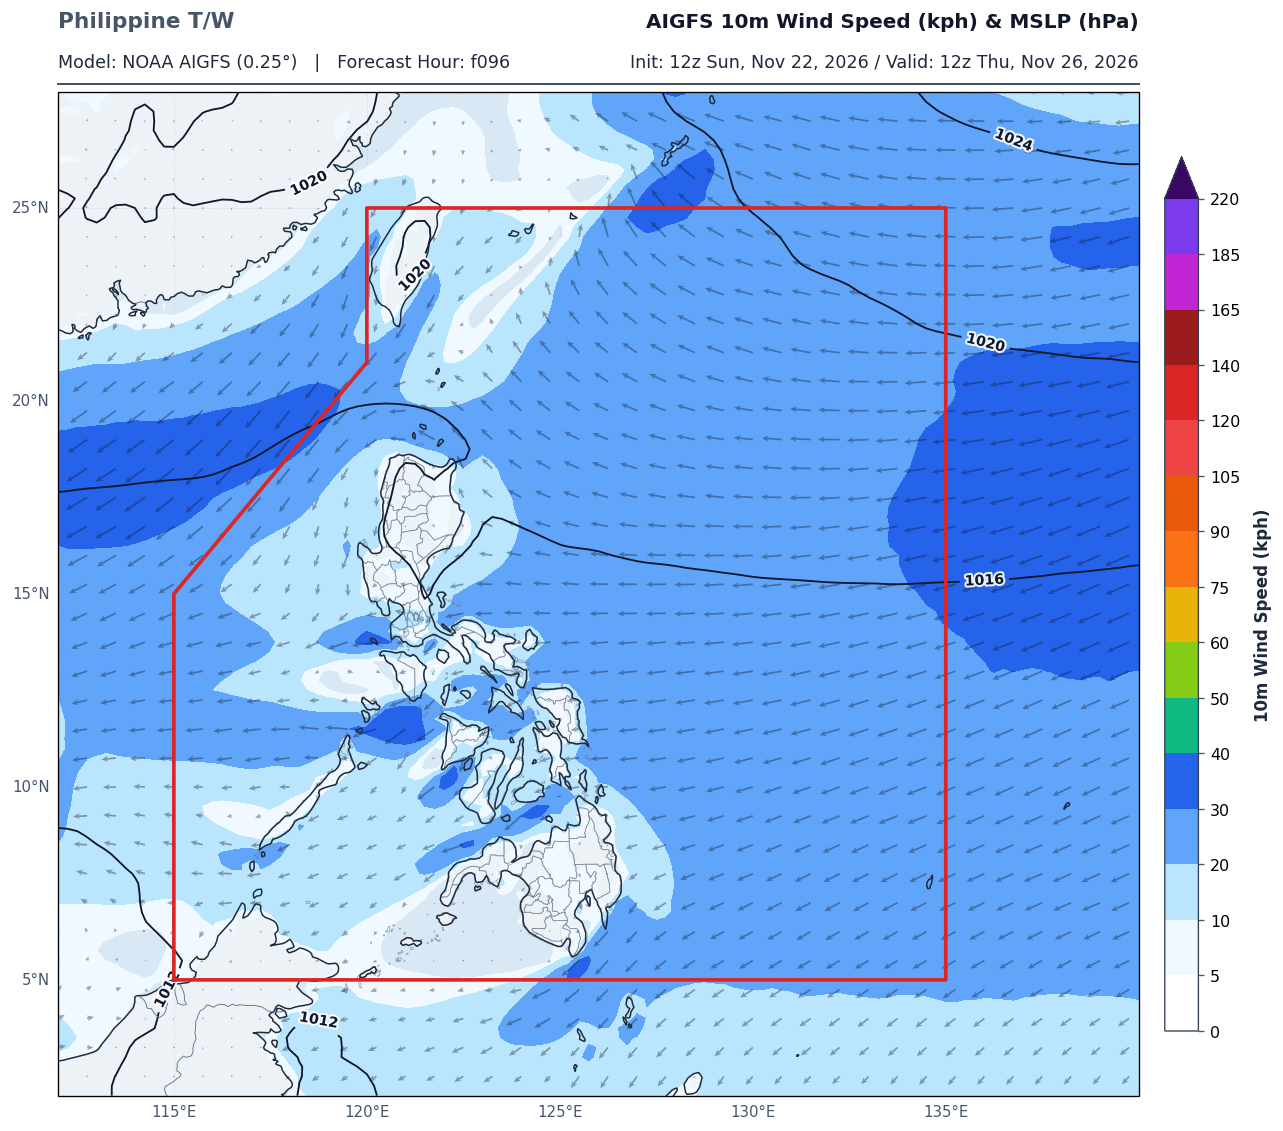 Philippine T/W
AIGFS 10m Wind Speed (kph) & MSLP (hPa)
Model: NOAA AIGFS (0.25°) | Forecast Hour: f096
Init: 12z Sun, Nov 22, 2026 / Valid: 12z Thu, Nov 26, 2026
1024
1020
1020
1020
1016
1012
1012
25°N
20°N
15°N
10°N
5°N
115°E
120°E
125°E
130°E
135°E
220
185
165
140
120
105
90
75
60
50
40
30
20
10
5
0
10m Wind Speed (kph)